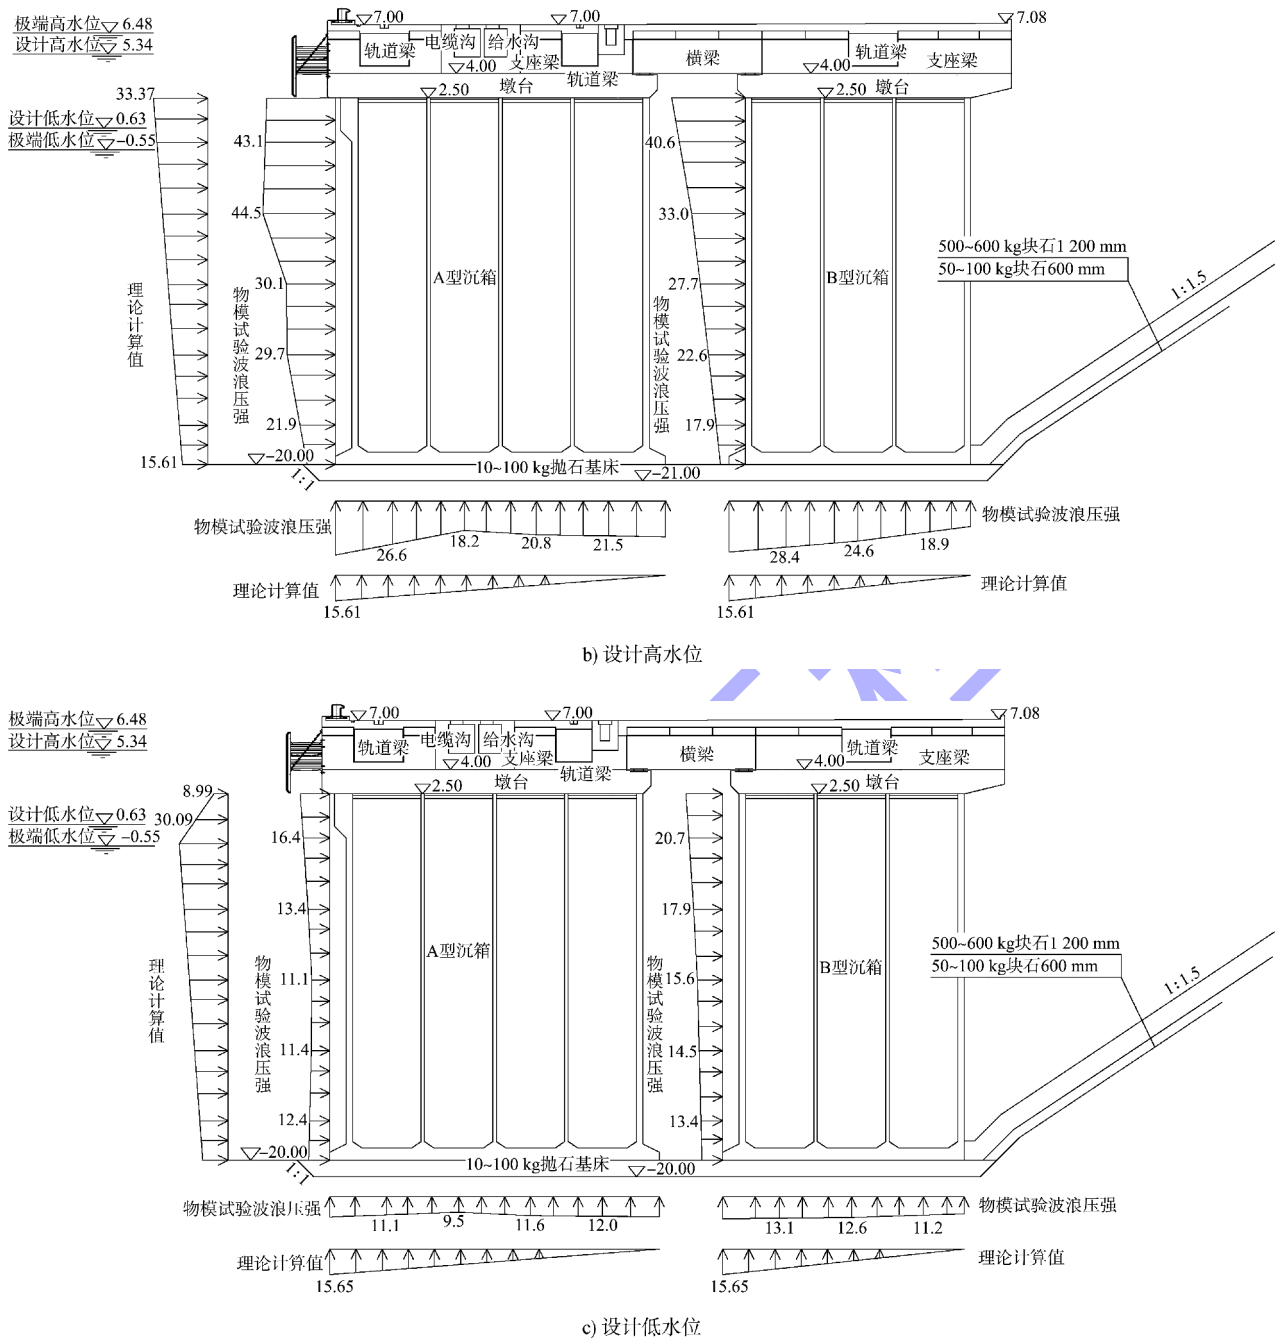 极端高水位 6.48
设计高水位 5.34
7.00
7.00
7.08
轨道梁
电缆沟
给水沟
支座梁
轨道梁
横梁
轨道梁
支座梁
4.00
4.00
墩台
墩台
2.50
2.50
33.37
设计低水位 0.63
极端低水位 -0.55
43.1
40.6
44.5
33.0
30.1
27.7
29.7
22.6
21.9
17.9
15.61
理论计算值
物模试验波浪压强
A型沉箱
物模试验波浪压强
B型沉箱
500~600 kg块石1 200 mm
50~100 kg块石600 mm
1:1.5
-20.00
1:1
10~100 kg抛石基床
-21.00
物模试验波浪压强
26.6
18.2
20.8
21.5
28.4
24.6
18.9
物模试验波浪压强
理论计算值
15.61
15.61
理论计算值
b) 设计高水位
极端高水位 6.48
设计高水位 5.34
7.00
7.00
7.08
轨道梁
电缆沟
给水沟
支座梁
轨道梁
横梁
轨道梁
支座梁
4.00
4.00
墩台
墩台
2.50
2.50
8.99
30.09
设计低水位 0.63
极端低水位 -0.55
16.4
20.7
13.4
17.9
11.1
15.6
11.4
14.5
12.4
13.4
理论计算值
物模试验波浪压强
A型沉箱
物模试验波浪压强
B型沉箱
500~600 kg块石1 200 mm
50~100 kg块石600 mm
1:1.5
-20.00
1:1
10~100 kg抛石基床
-20.00
物模试验波浪压强
11.1
9.5
11.6
12.0
13.1
12.6
11.2
物模试验波浪压强
理论计算值
15.65
15.65
理论计算值
c) 设计低水位